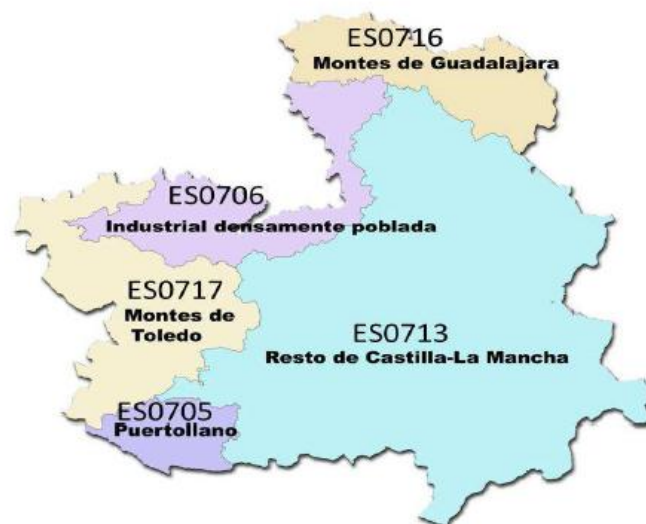 ES0716
Montes de Guadalajara
ES0706
Industrial densamente poblada
ES0717
Montes de
Toledo
ES0713
Resto de Castilla-La Mancha
ES0705
Puertollano